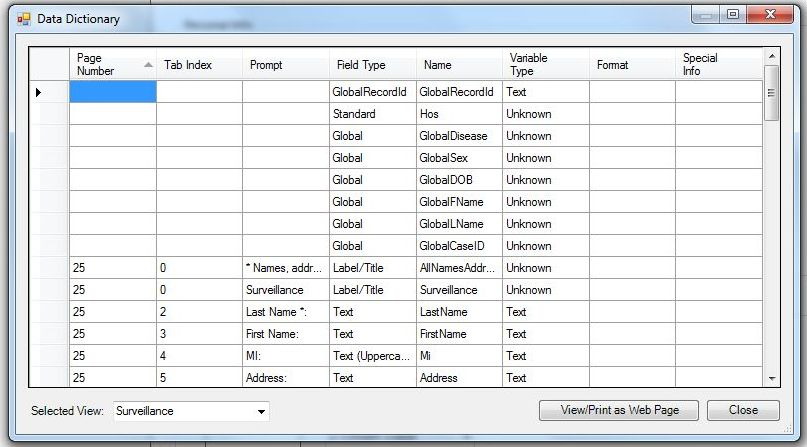 Data Dictionary
Page Number Tab Index Prompt Field Type Name Variable Type Format Special Info
GlobalRecordId GlobalRecordId Text
Standard Hos Unknown
Global GlobalDisease Unknown
Global GlobalSex Unknown
Global GlobalDOB Unknown
Global GlobalFName Unknown
Global GlobalLName Unknown
Global GlobalCaseID Unknown
25 0 * Names, addr... Label/Title AllNamesAddr... Unknown
25 0 Surveillance Label/Title Surveillance Unknown
25 2 Last Name *: Text LastName Text
25 3 First Name: Text FirstName Text
25 4 MI: Text (Upperca... Mi Text
25 5 Address: Text Address Text
Selected View: Surveillance View/Print as Web Page Close